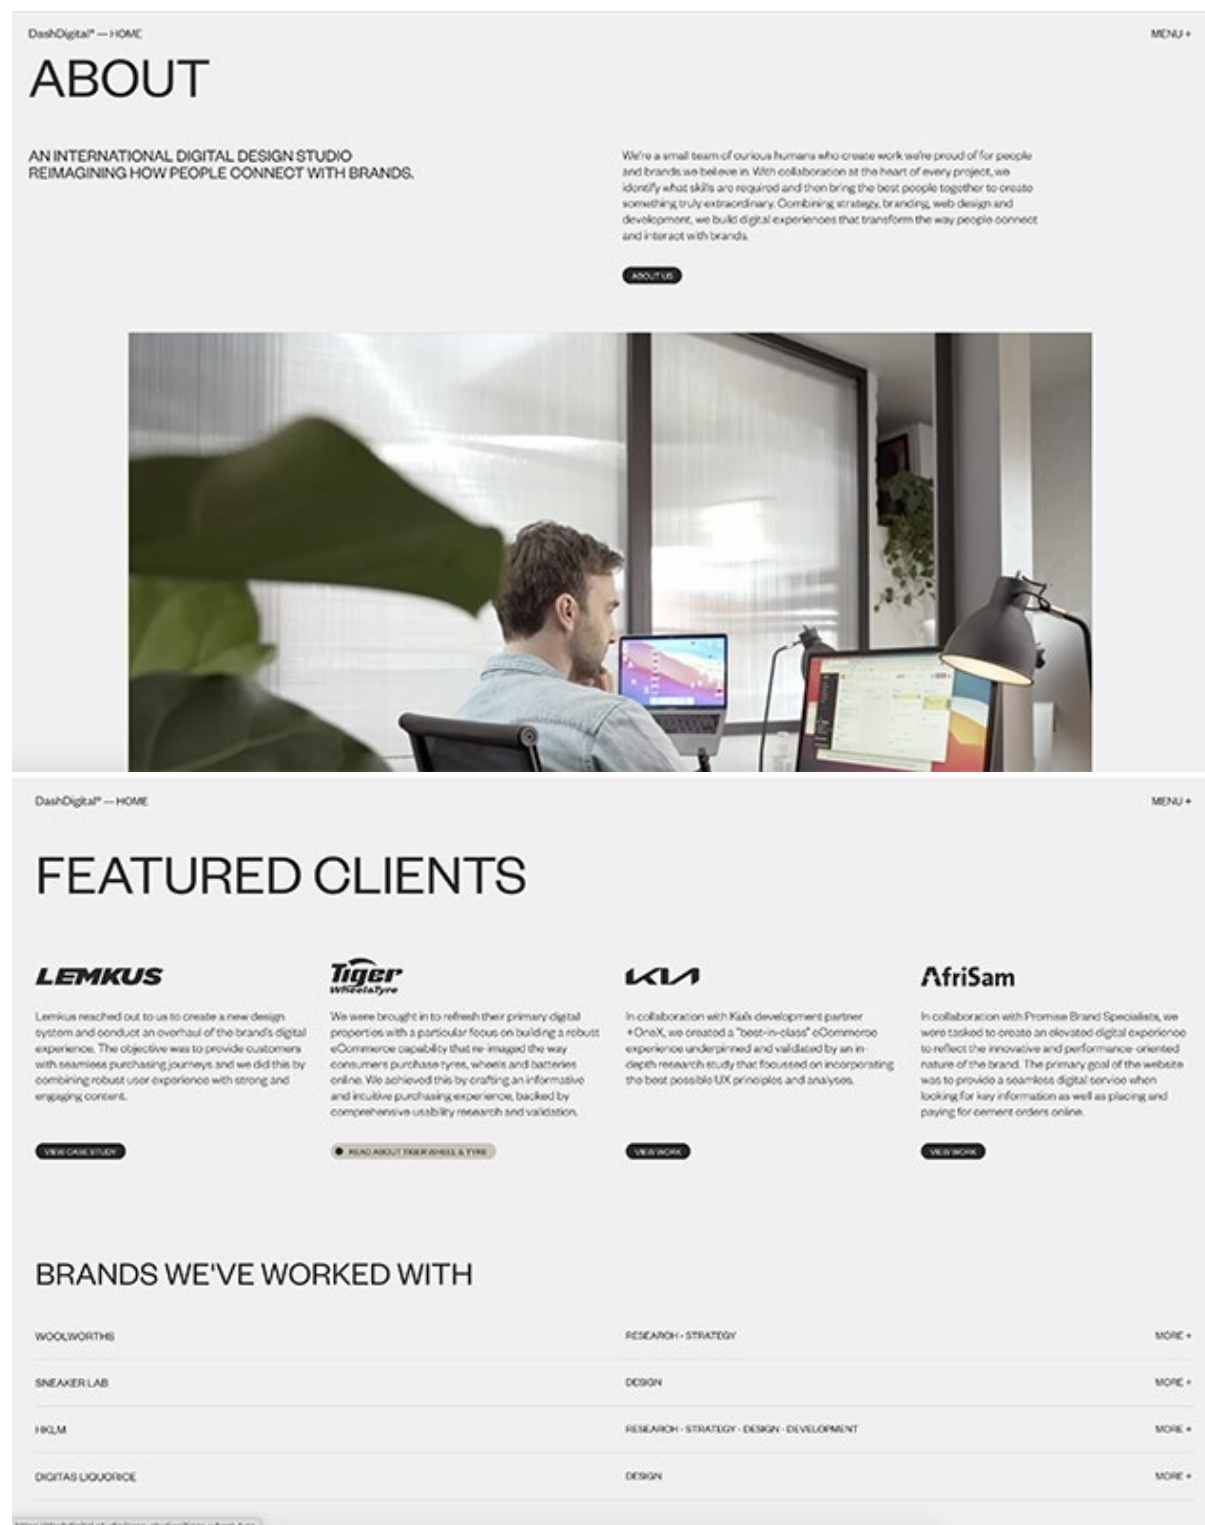 DashDigital® — HOME
MENU +
ABOUT
AN INTERNATIONAL DIGITAL DESIGN STUDIO
REIMAGINING HOW PEOPLE CONNECT WITH BRANDS.
We're a small team of curious humans who create work we're proud of for people
and brands we believe in. With collaboration at the heart of every project, we
identify what skills are required and then bring the best people together to create
something truly extraordinary. Combining strategy, branding, web design and
development, we build digital experiences that transform the way people connect
and interact with brands.
ABOUT US
DashDigital® — HOME
MENU +
FEATURED CLIENTS
LEMKUS
Lemkus reached out to us to create a new design
system and conduct an overhaul of the brand's digital
experience. The objective was to provide customers
with seamless purchasing journeys and we did this by
combining robust user experience with strong and
engaging content.
VIEW CASE STUDY
Tiger
Wheel&Tyre
We were brought in to refresh their primary digital
properties with a particular focus on building a robust
eCommerce capability that re-imaged the way
consumers purchase tyres, wheels and batteries
online. We achieved this by crafting an informative
and intuitive purchasing experience, backed by
comprehensive usability research and validation.
READ ABOUT TIGER WHEEL & TYRE
KIA
In collaboration with Kia's development partner
+OneX, we created a "best-in-class" eCommerce
experience underpinned and validated by an in-
depth research study that focussed on incorporating
the best possible UX principles and analyses.
VIEW WORK
AfriSam
In collaboration with Promise Brand Specialists, we
were tasked to create an elevated digital experience
to reflect the innovative and performance-oriented
nature of the brand. The primary goal of the website
was to provide a seamless digital service when
looking for key information as well as placing and
paying for cement orders online.
VIEW WORK
BRANDS WE'VE WORKED WITH
WOOLWORTHS
RESEARCH - STRATEGY
MORE +
SNEAKER LAB
DESIGN
MORE +
HKLM
RESEARCH - STRATEGY - DESIGN - DEVELOPMENT
MORE +
DIGITAS LIQUORICE
DESIGN
MORE +